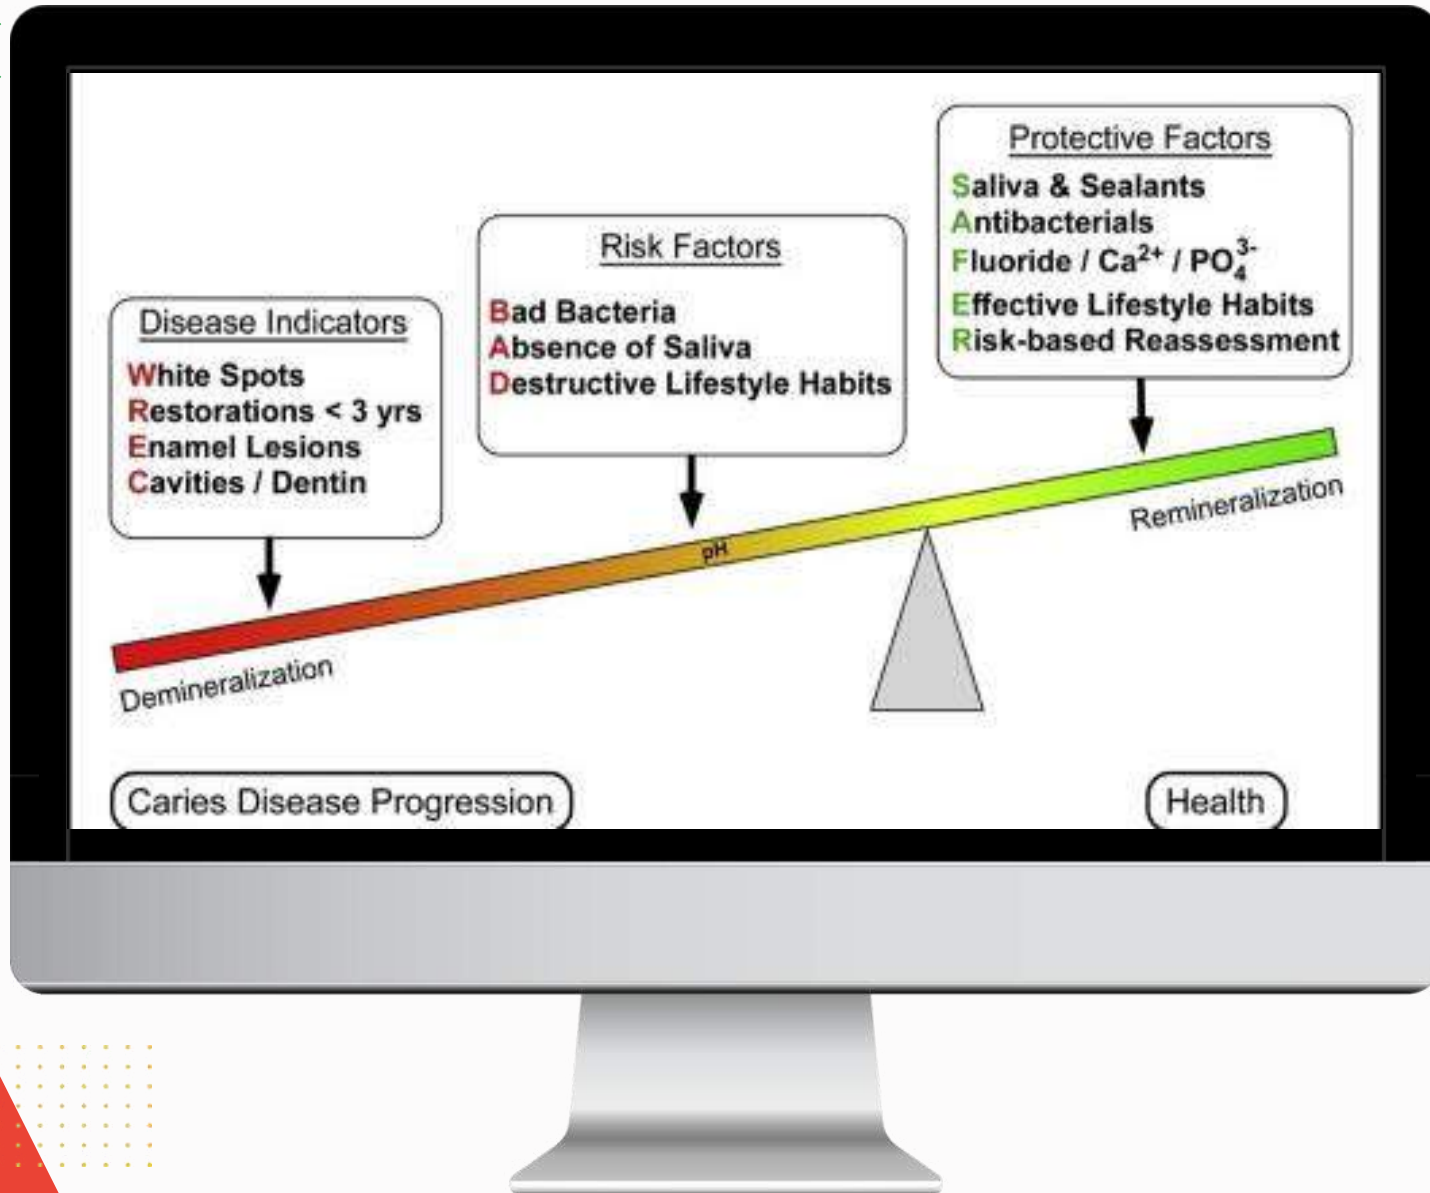 Disease Indicators
White Spots
Restorations < 3 yrs
Enamel Lesions
Cavities / Dentin
Risk Factors
Bad Bacteria
Absence of Saliva
Destructive Lifestyle Habits
Protective Factors
Saliva & Sealants
Antibacterials
Fluoride / Ca²⁺ / PO₄³⁻
Effective Lifestyle Habits
Risk-based Reassessment
pH
Demineralization
Remineralization
Caries Disease Progression
Health